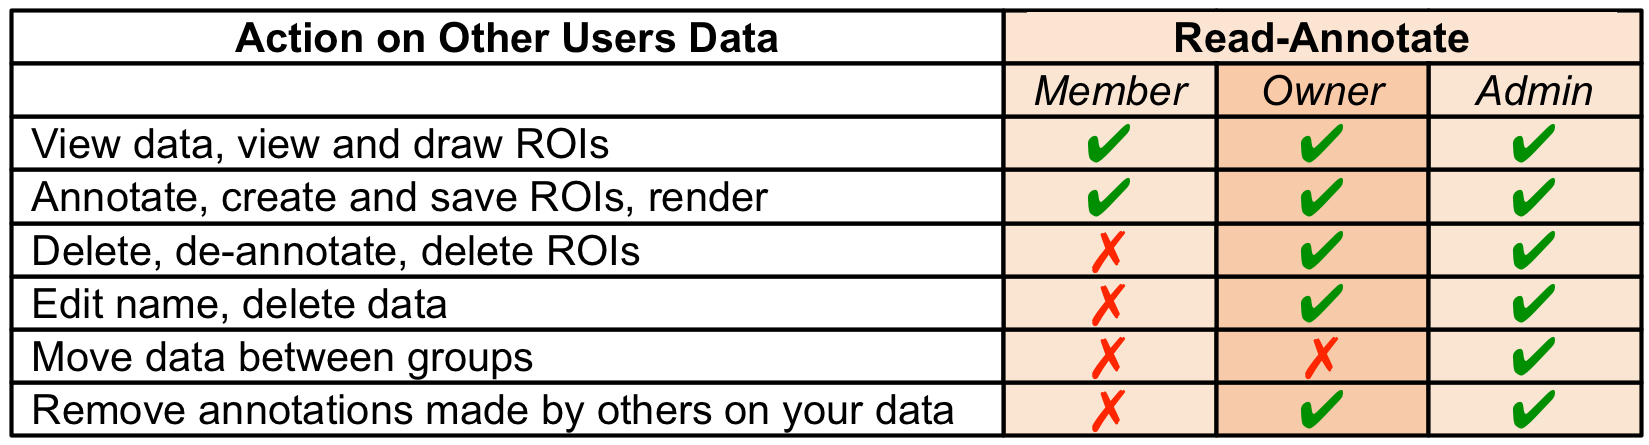 Action on Other Users Data Read-Annotate
Member Owner Admin
View data, view and draw ROIs ✔ ✔ ✔
Annotate, create and save ROIs, render ✔ ✔ ✔
Delete, de-annotate, delete ROIs ✗ ✔ ✔
Edit name, delete data ✗ ✔ ✔
Move data between groups ✗ ✗ ✔
Remove annotations made by others on your data ✗ ✔ ✔